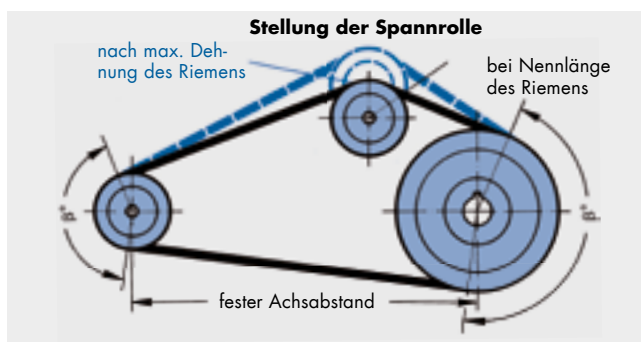 Stellung der Spannrolle
nach max. Deh-
nung des Riemens
bei Nennlänge
des Riemens
β°
β°
fester Achsabstand